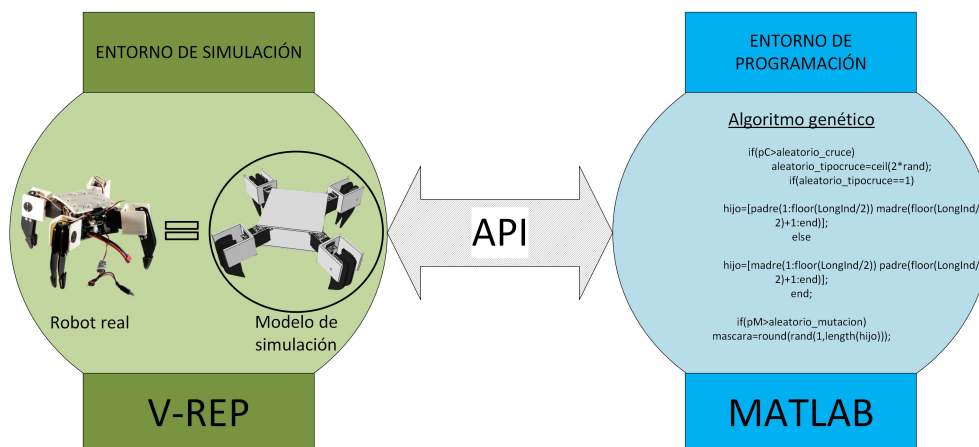 ENTORNO DE SIMULACIÓN
Robot real
Modelo de
simulación
V-REP
API
ENTORNO DE
PROGRAMACIÓN
Algoritmo genético
if(pC>aleatorio_cruce)
aleatorio_tipocruce=ceil(2*rand);
if(aleatorio_tipocruce==1)
hijo=[padre(1:floor(LongInd/2)) madre(floor(LongInd/
2)+1:end)];
else
hijo=[madre(1:floor(LongInd/2)) padre(floor(LongInd/
2)+1:end)];
end;
if(pM>aleatorio_mutacion)
mascara=round(rand(1,length(hijo)));
MATLAB